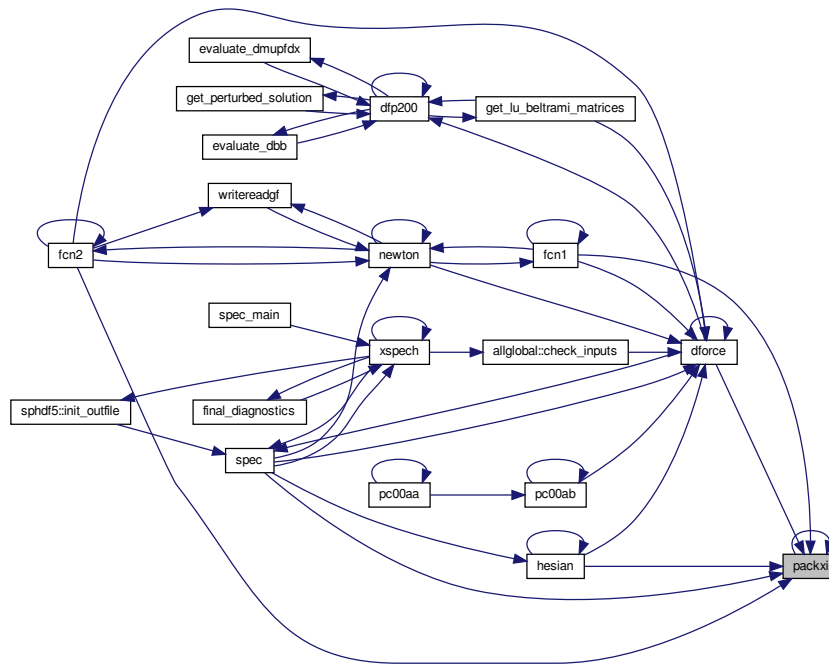 evaluate_dmupfdx
get_perturbed_solution
dfp200
get_lu_beltrami_matrices
evaluate_dbb
writereadgf
fcn2
newton
fcn1
spec_main
xspech
allglobal::check_inputs
dforce
sphdf5::init_outfile
final_diagnostics
spec
pc00aa
pc00ab
hesian
packxi